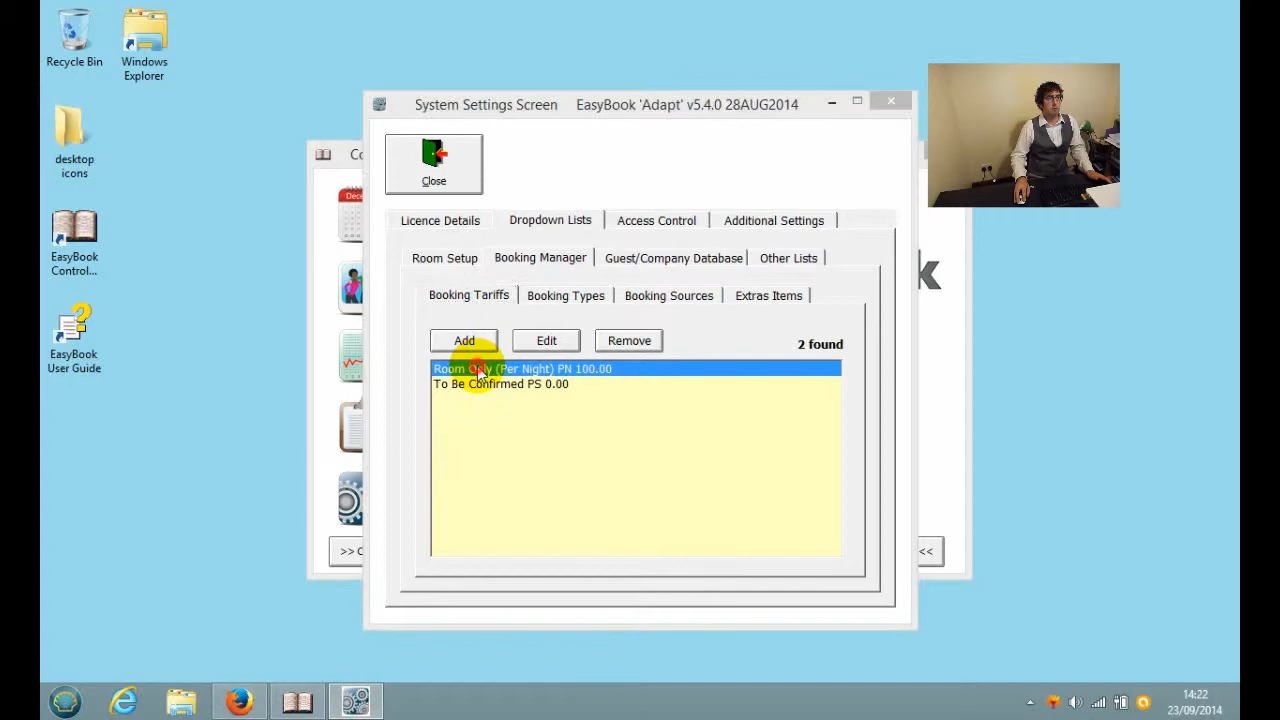 Recycle Bin
Windows
Explorer
desktop
icons
EasyBook
Control...
EasyBook
User Guide
System Settings Screen EasyBook 'Adapt' v5.4.0 28AUG2014
Close
Licence Details Dropdown Lists Access Control Additional Settings
Room Setup Booking Manager Guest/Company Database Other Lists
Booking Tariffs Booking Types Booking Sources Extras Items
Add Edit Remove 2 found
Room Only (Per Night) PN 100.00
To Be Confirmed PS 0.00
>>
<<
k
14:22
23/09/2014